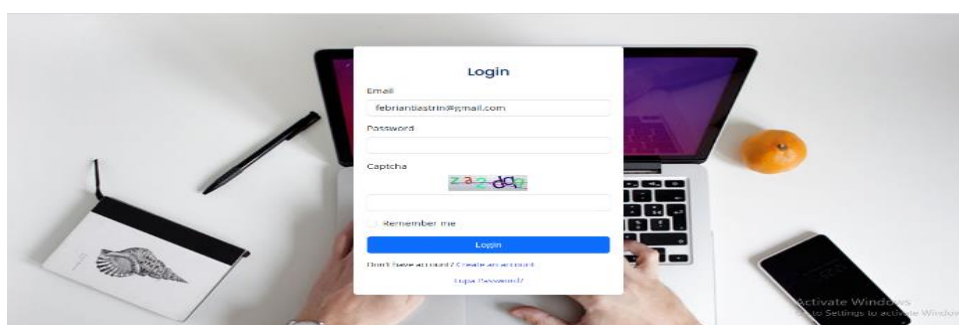 Login
Email
febriantiastrin@gmail.com
Password
Captcha
Remember me
Login
Don't have account? Create an account
Lupa Password?
Activate Windows
Go to Settings to activate Window